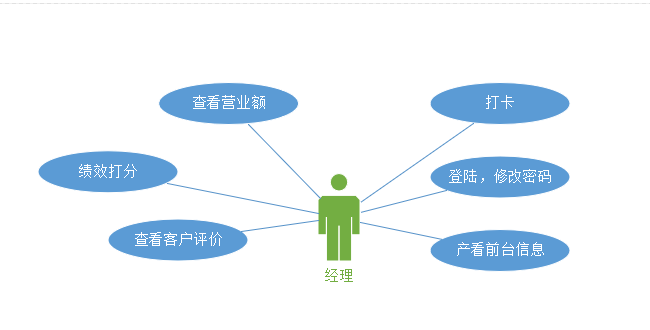 查看营业额
打卡
绩效打分
登陆，修改密码
查看客户评价
产看前台信息
经理